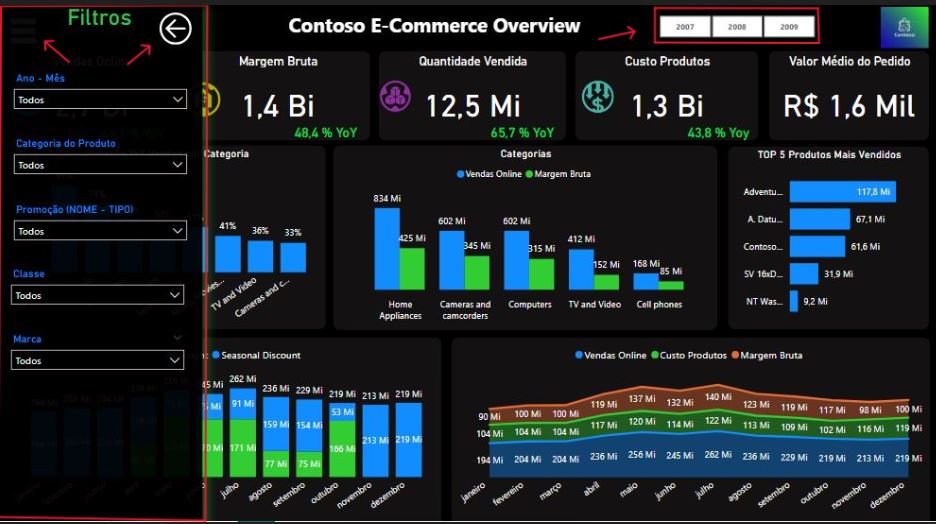 Filtros
Contoso E-Commerce Overview
2007
2008
2009
Contoso
Ano - Mês
Todos
Categoria do Produto
Todos
Promoção (NOME - TIPO)
Todos
Classe
Todos
Marca
Todos
Margem Bruta
1,4 Bi
48,4 % YoY
Quantidade Vendida
12,5 Mi
65,7 % YoY
Custo Produtos
1,3 Bi
43,8 % Yoy
Valor Médio do Pedido
R$ 1,6 Mil
Categoria
41%
36%
33%
TV and Video
Cameras and c...
Categorias
Vendas Online
Margem Bruta
834 Mi
425 Mi
602 Mi
345 Mi
602 Mi
315 Mi
412 Mi
152 Mi
168 Mi
85 Mi
Home Appliances
Cameras and camcorders
Computers
TV and Video
Cell phones
TOP 5 Produtos Mais Vendidos
Adventu... 117,8 Mi
A. Datu... 67,1 Mi
Contoso... 61,6 Mi
SV 16xD... 31,9 Mi
NT Was... 9,2 Mi
Seasonal Discount
262 Mi
91 Mi
171 Mi
236 Mi
159 Mi
77 Mi
229 Mi
154 Mi
75 Mi
219 Mi
53 Mi
166 Mi
213 Mi
213 Mi
219 Mi
219 Mi
julho
agosto
setembro
outubro
novembro
dezembro
Vendas Online
Custo Produtos
Margem Bruta
90 Mi 100 Mi 100 Mi 119 Mi 137 Mi 132 Mi 140 Mi 123 Mi 119 Mi 117 Mi 98 Mi 100 Mi
104 Mi 104 Mi 104 Mi 117 Mi 120 Mi 114 Mi 122 Mi 113 Mi 109 Mi 102 Mi 116 Mi 119 Mi
194 Mi 204 Mi 204 Mi 236 Mi 256 Mi 245 Mi 262 Mi 236 Mi 229 Mi 219 Mi 213 Mi 219 Mi
janeiro
fevereiro
março
abril
maio
junho
julho
agosto
setembro
outubro
novembro
dezembro